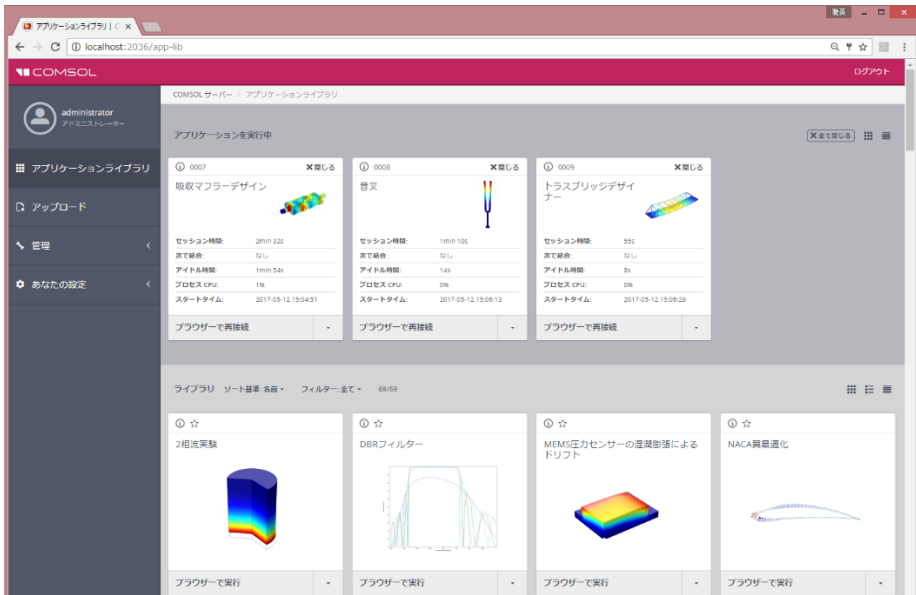 アプリケーションライブラリ | C
雅英
localhost:2036/app-lib
COMSOL
ログアウト
administrator
アドミニストレーター
アプリケーションライブラリ
アップロード
管理
あなたの設定
COMSOL サーバー / アプリケーションライブラリ
アプリケーションを実行中
全て閉じる
0007
閉じる
吸収マフラーデザイン
セッション時間: 2min 32s
次で結合: なし
アイドル時間: 1min 54s
プロセス CPU: 1%
スタートタイム: 2017-05-12 15:04:51
ブラウザーで再接続
0008
閉じる
音叉
セッション時間: 1min 10s
次で結合: なし
アイドル時間: 14s
プロセス CPU: 0%
スタートタイム: 2017-05-12 15:06:13
ブラウザーで再接続
0009
閉じる
トラスブリッジデザイ
ナー
セッション時間: 55s
次で結合: なし
アイドル時間: 8s
プロセス CPU: 0%
スタートタイム: 2017-05-12 15:06:29
ブラウザーで再接続
ライブラリ ソート基準: 名前 フィルター: 全て 69/69
2相流実験
ブラウザーで実行
DBRフィルター
ブラウザーで実行
MEMS圧力センサーの湿潤膨張による
ドリフト
ブラウザーで実行
NACA翼最適化
ブラウザーで実行